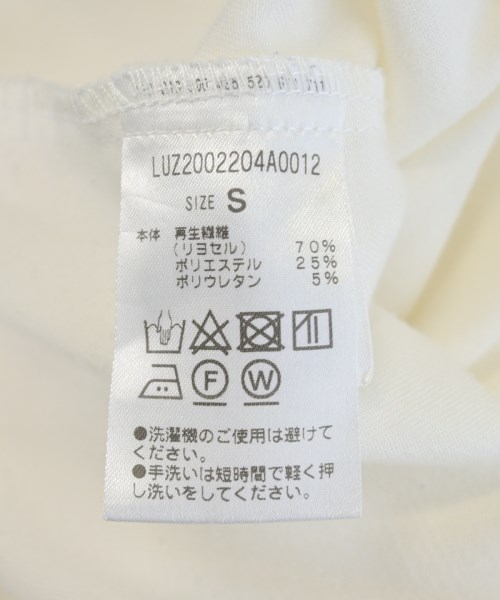 LUZ2002204A0012
SIZE S
本体 再生繊維
(リヨセル) 70%
ポリエステル 25%
ポリウレタン 5%
F W
●洗濯機のご使用は避けて
ください。
●手洗いは短時間で軽く押
し洗いをしてください。